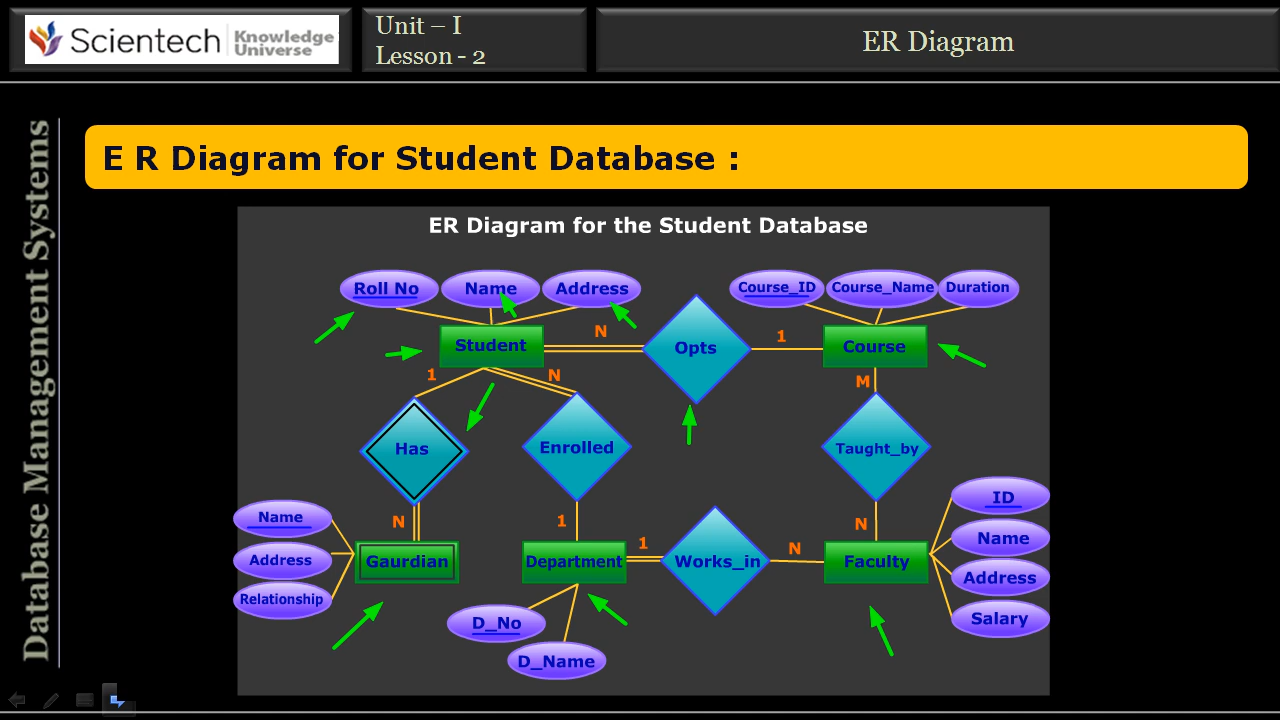 Scientech Knowledge Universe
Unit – I
Lesson - 2
ER Diagram
Database Management Systems
E R Diagram for Student Database :
ER Diagram for the Student Database
Roll No
Name
Address
Course_ID
Course_Name
Duration
Student
N
Opts
1
Course
1
N
M
Has
Enrolled
Taught_by
Name
Address
Relationship
N
Gaurdian
1
Department
1
Works_in
N
N
Faculty
ID
Name
Address
Salary
D_No
D_Name